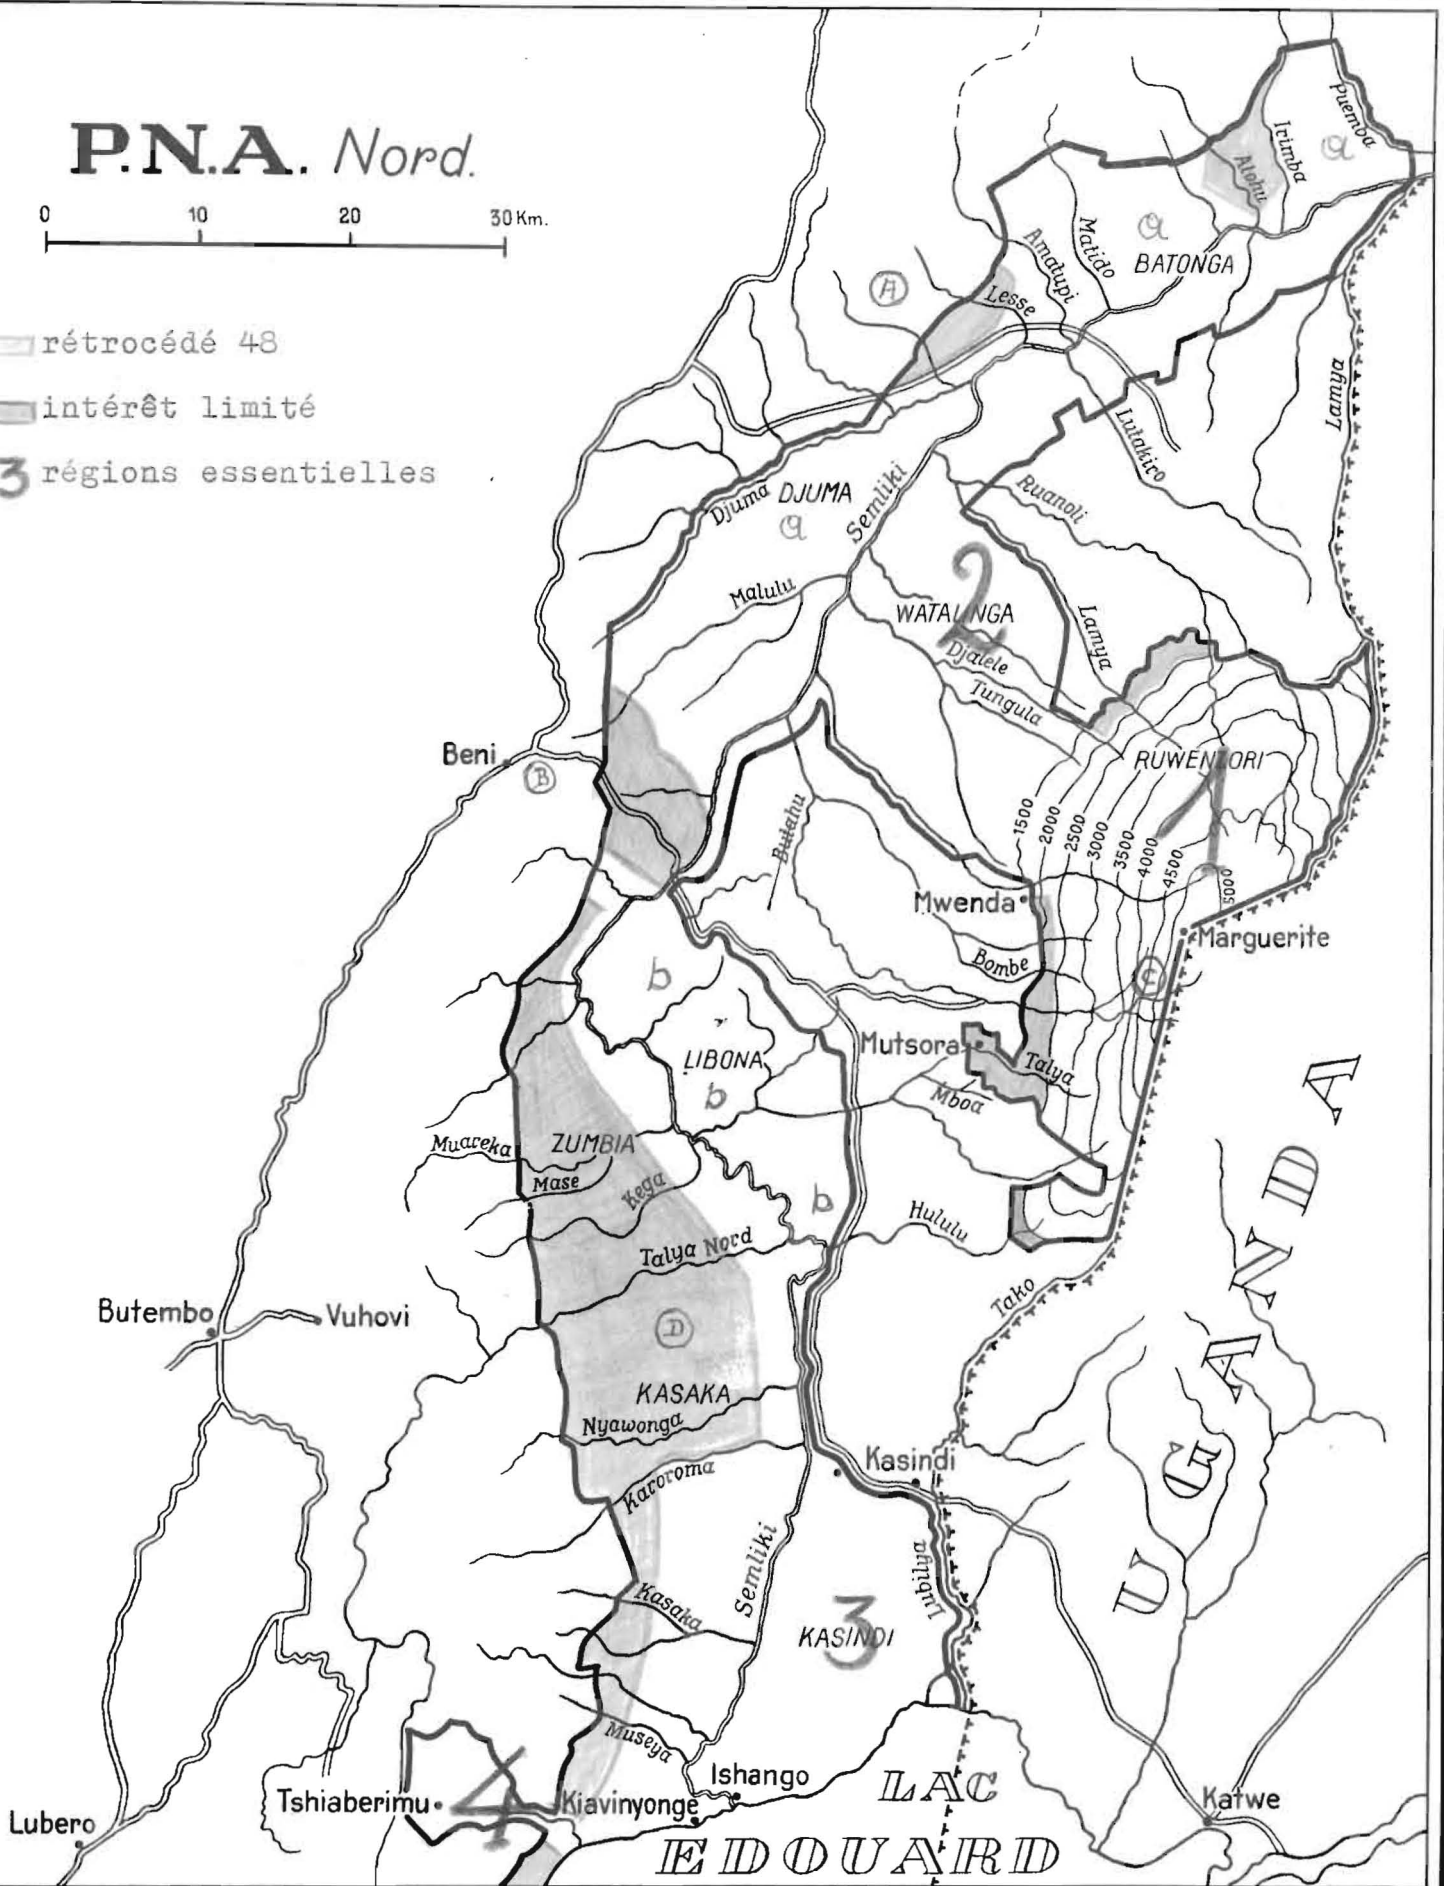 P.N.A. Nord.
0 10 20 30 Km.
rétrocédé 48
intérêt limité
3 régions essentielles
Puemba
a
Irimba
Alohu
a
Matido
Amatupi
BATONGA
A
Lesse
Lamya
Lutakiro
Semliki
Ruanoli
Djuma
DJUMA
a
2
Malulu
WATALINGA
Lamya
Djalele
Tungula
Beni
B
RUWENZORI
1
1500
2000
2500
3000
3500
4000
4500
5000
Butahu
Mwenda
Marguerite
Bombe
C
b
Mutsora
LIBONA
Talya
b
Mboa
Muareka
ZUMBIA
Mase
Kega
b
Hululu
Talya Nord
UGANDA
Tako
Butembo
Vuhovi
D
KASAKA
Nyawonga
Kasindi
Karoroma
Semliki
Lubilya
Kasaka
3
KASINDI
Museya
4
Tshiaberimu
Kiavinyonge
Ishango
LAC
EDOUARD
Katwe
Lubero